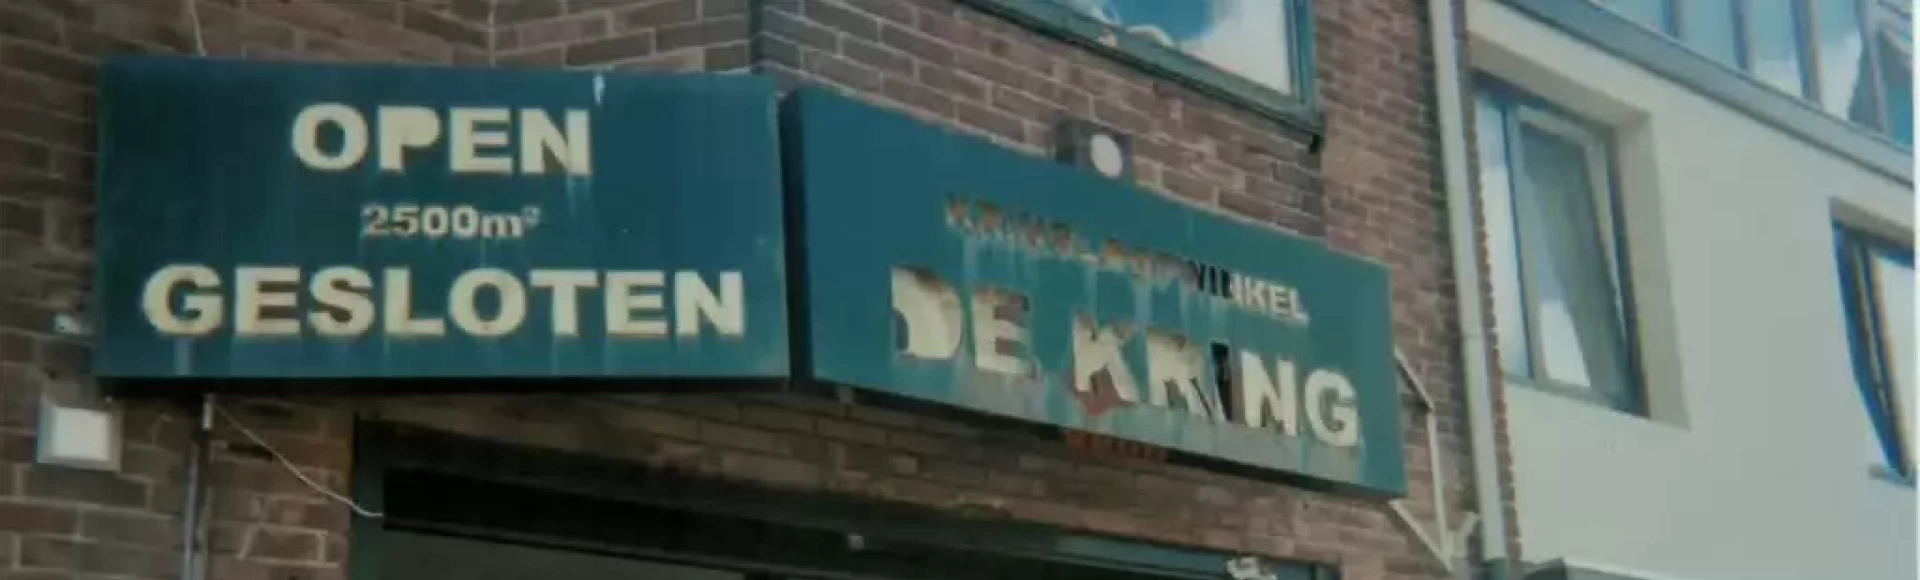 OPEN
2500m²
GESLOTEN
DE KRING